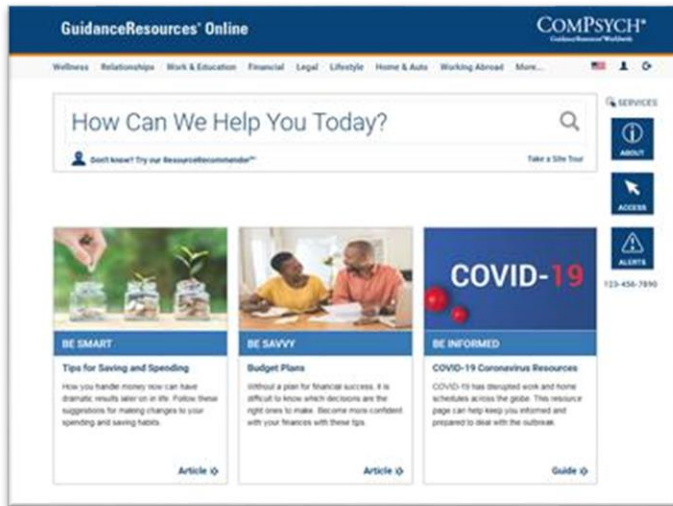 GuidanceResources® Online
COMPSYCH®
GuidanceResources® Worldwide
Wellness Relationships Work & Education Financial Legal Lifestyle Home & Auto Working Abroad More...
SERVICES
How Can We Help You Today?
Don't know? Try our ResourceRecommender℠
Take a Site Tour
ABOUT
ACCESS
ALERTS
123-456-7890
COVID-19
BE SMART
Tips for Saving and Spending
How you handle money now can have
dramatic results later on in life. Follow these
suggestions for making changes to your
spending and saving habits.
Article
BE SAVVY
Budget Plans
Without a plan for financial success, it is
difficult to know which decisions are the
right ones to make. Become more confident
with your finances with these tips.
Article
BE INFORMED
COVID-19 Coronavirus Resources
COVID-19 has disrupted work and home
schedules across the globe. This resource
page can help keep you informed and
prepared to deal with the outbreak.
Guide